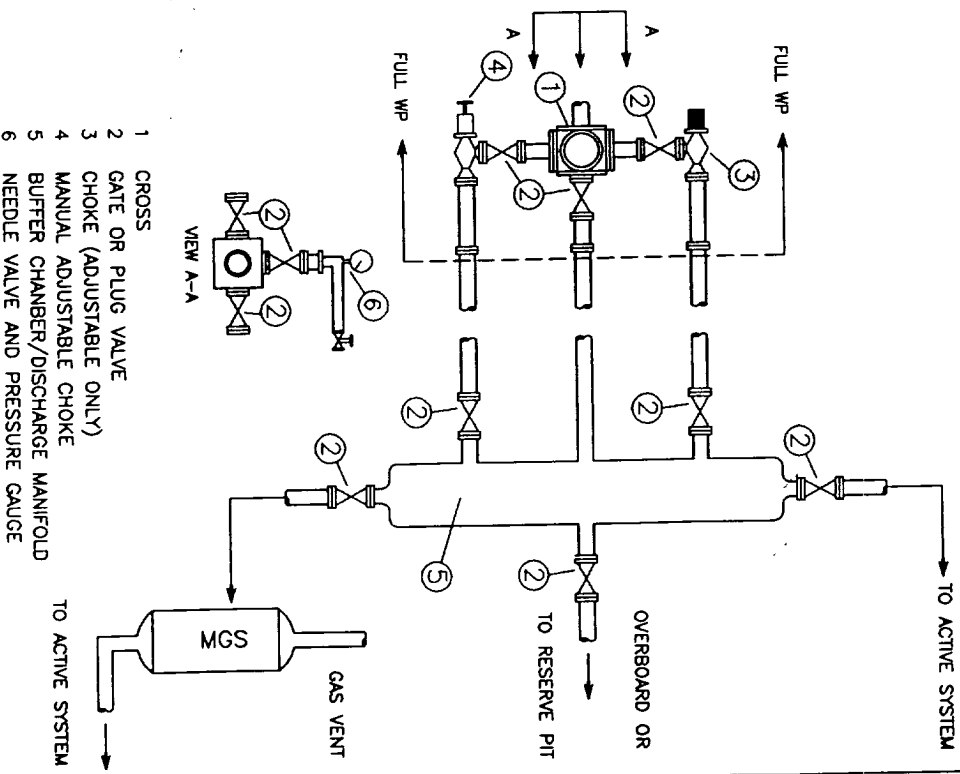 TO ACTIVE SYSTEM
OVERBOARD OR
TO RESERVE PIT
GAS VENT
TO ACTIVE SYSTEM
MGS
2
2
2
2
2
5
FULL WP
FULL WP
A
A
1
2
2
3
4
VIEW A-A
2
2
2
6
1 CROSS
2 GATE OR PLUG VALVE
3 CHOKE (ADJUSTABLE ONLY)
4 MANUAL ADJUSTABLE CHOKE
5 BUFFER CHANBER/DISCHARGE MANIFOLD
6 NEEDLE VALVE AND PRESSURE GAUGE